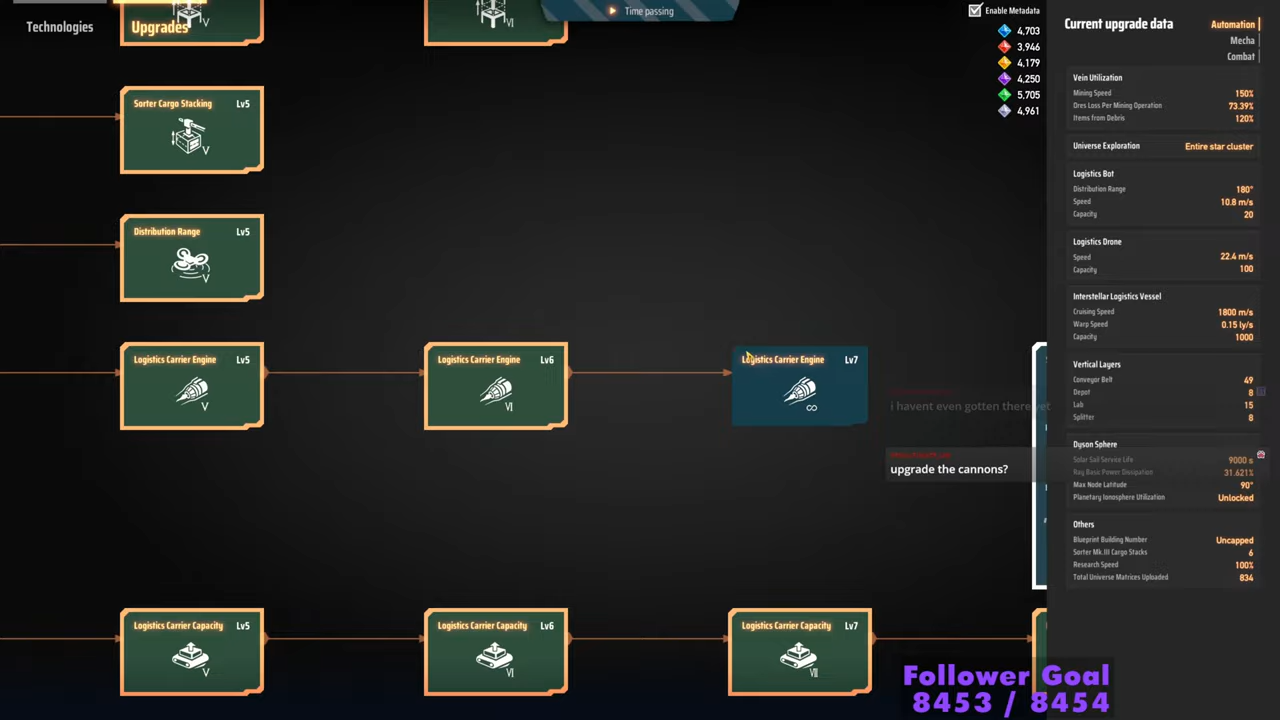 Technologies
Upgrades
V
VI
Time passing
Enable Metadata
4,703
3,946
4,179
4,250
5,705
4,961
Sorter Cargo Stacking Lv5
V
Distribution Range Lv5
V
Logistics Carrier Engine Lv5
V
Logistics Carrier Engine Lv6
VI
Logistics Carrier Engine Lv7
∞
Logistics Carrier Capacity Lv5
V
Logistics Carrier Capacity Lv6
VI
Logistics Carrier Capacity Lv7
VII
i havent even gotten there yet
upgrade the cannons?
Current upgrade data
Automation
Mecha
Combat
Vein Utilization
Mining Speed 150%
Ores Loss Per Mining Operation 73.39%
Items from Debris 120%
Universe Exploration Entire star cluster
Logistics Bot
Distribution Range 180°
Speed 10.8 m/s
Capacity 20
Logistics Drone
Speed 22.4 m/s
Capacity 100
Interstellar Logistics Vessel
Cruising Speed 1800 m/s
Warp Speed 0.15 ly/s
Capacity 1000
Vertical Layers
Conveyor Belt 49
Depot 8
Lab 15
Splitter 8
Dyson Sphere
Solar Sail Service Life 9000 s
Ray Basic Power Dissipation 31.621%
Max Node Latitude 90°
Planetary Ionosphere Utilization Unlocked
Others
Blueprint Building Number Uncapped
Sorter Mk.III Cargo Stacks 6
Research Speed 100%
Total Universe Matrices Uploaded 834
Follower Goal
8453 / 8454